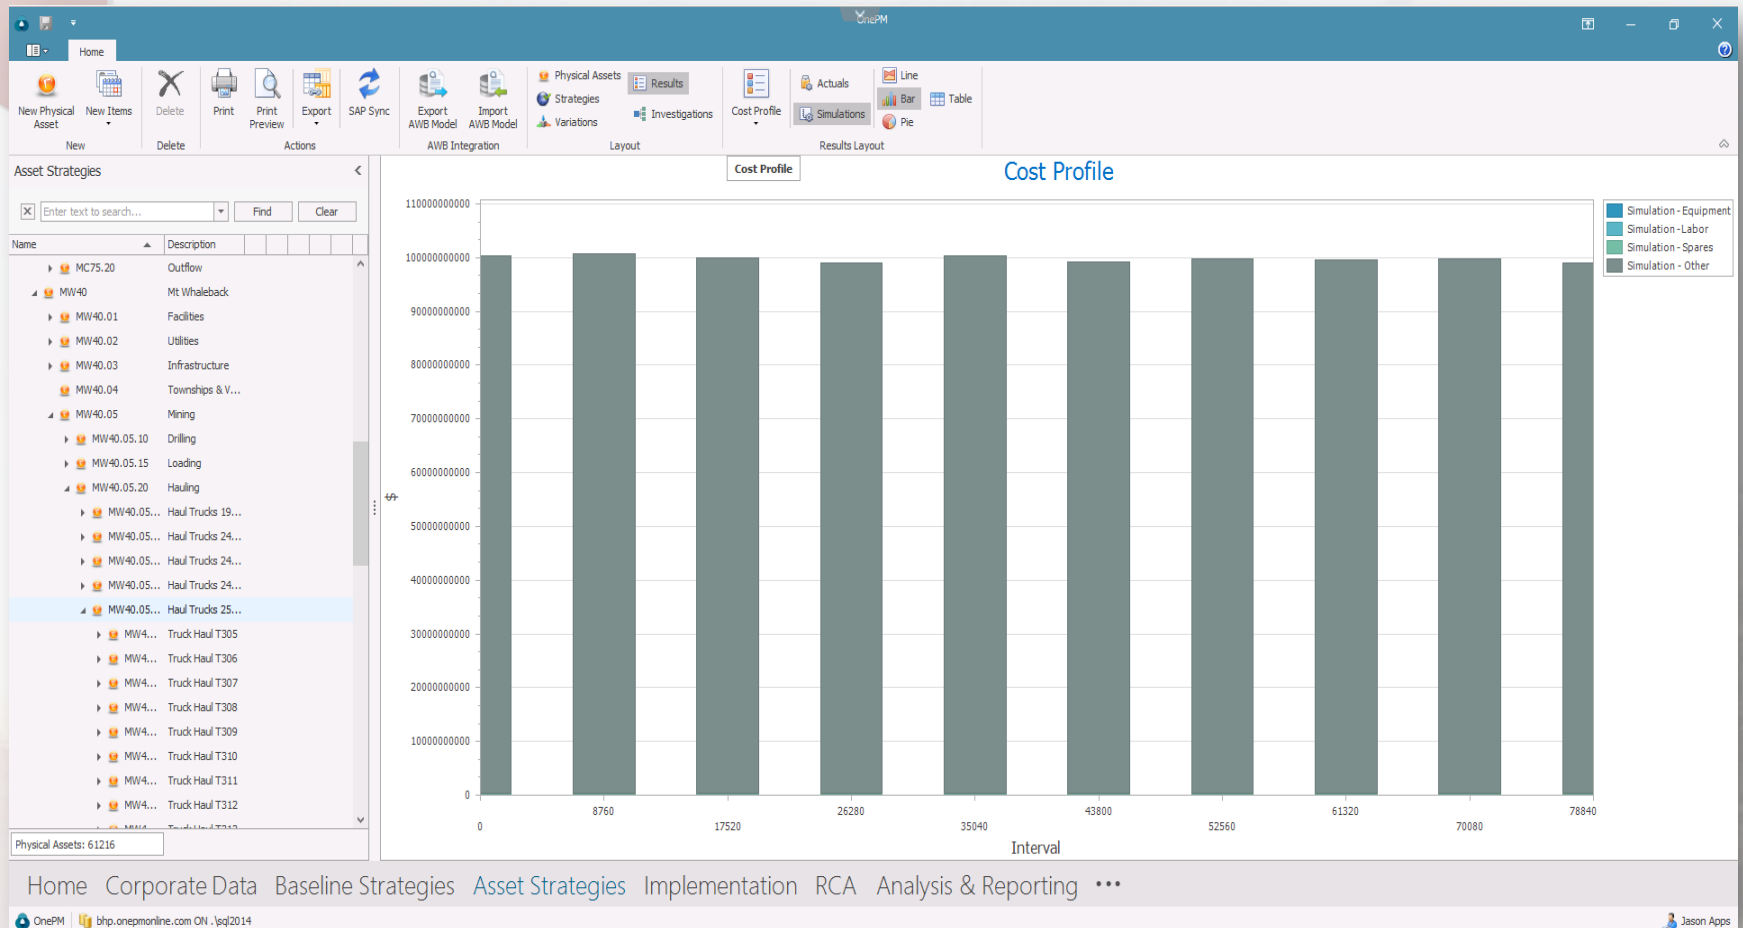 OnePM
Home
New Physical Asset
New Items
Delete
Print
Print Preview
Export
SAP Sync
Export AWB Model
Import AWB Model
Physical Assets
Strategies
Variations
Results
Investigations
Cost Profile
Actuals
Simulations
Line
Bar
Pie
Table
New
Delete
Actions
AWB Integration
Layout
Results Layout
Asset Strategies
Enter text to search...
Find
Clear
Name Description
MC75.20 Outflow
MW40 Mt Whaleback
MW40.01 Facilities
MW40.02 Utilities
MW40.03 Infrastructure
MW40.04 Townships & V...
MW40.05 Mining
MW40.05.10 Drilling
MW40.05.15 Loading
MW40.05.20 Hauling
MW40.05... Haul Trucks 19...
MW40.05... Haul Trucks 24...
MW40.05... Haul Trucks 24...
MW40.05... Haul Trucks 24...
MW40.05... Haul Trucks 25...
MW4... Truck Haul T305
MW4... Truck Haul T306
MW4... Truck Haul T307
MW4... Truck Haul T308
MW4... Truck Haul T309
MW4... Truck Haul T310
MW4... Truck Haul T311
MW4... Truck Haul T312
Physical Assets: 61216
Cost Profile
Cost Profile
110000000000
100000000000
90000000000
80000000000
70000000000
60000000000
50000000000
40000000000
30000000000
20000000000
10000000000
0
$
8760 26280 43800 61320 78840
0 17520 35040 52560 70080
Interval
Simulation - Equipment
Simulation - Labor
Simulation - Spares
Simulation - Other
Home Corporate Data Baseline Strategies Asset Strategies Implementation RCA Analysis & Reporting •••
OnePM bhp.onepmonline.com ON .\sql2014
Jason Apps